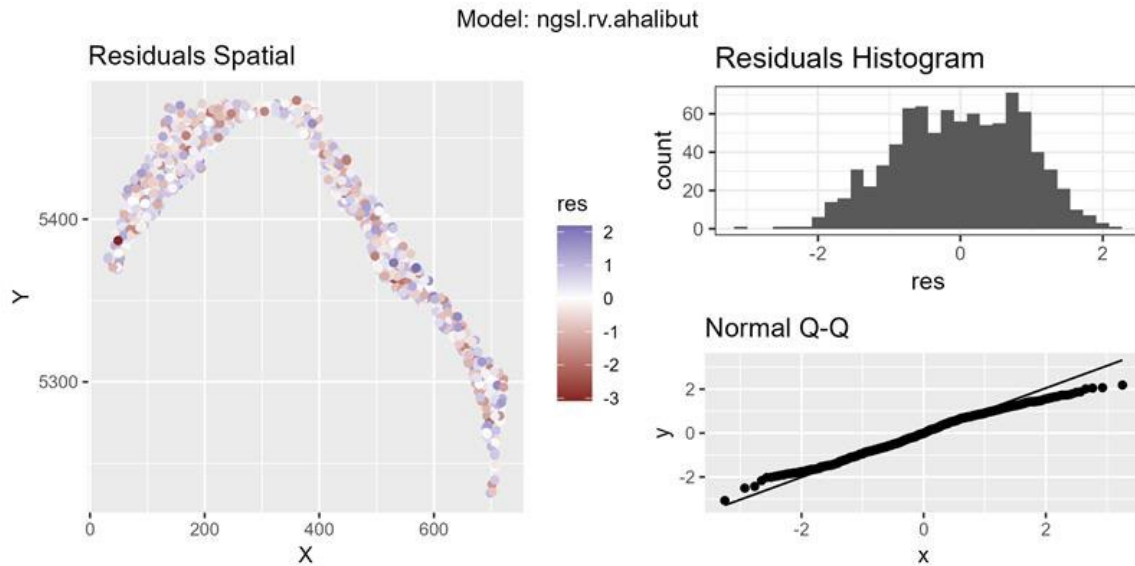 Model: ngsl.rv.ahalibut
Residuals Spatial
5400
5300
Y
0 200 400 600
X
res
2
1
0
-1
-2
-3
Residuals Histogram
60
40
20
0
count
-2 0 2
res
Normal Q-Q
2
0
-2
y
-2 0 2
x